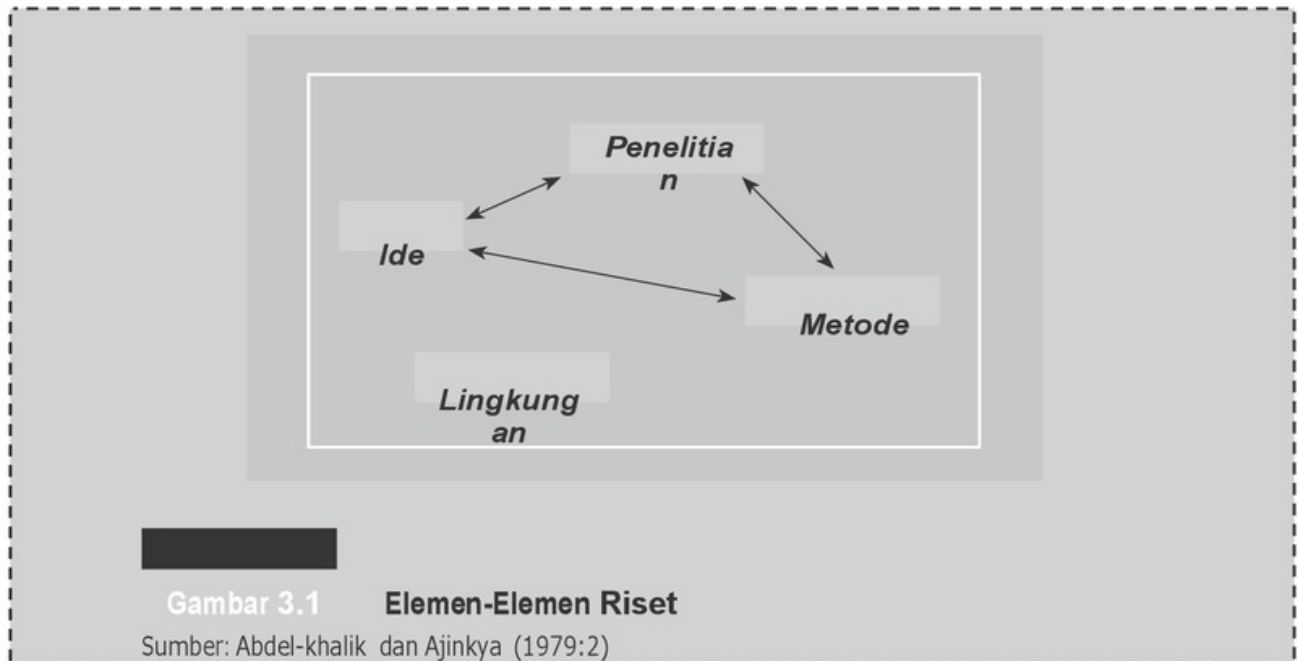 Penelitia
n
Ide
Metode
Lingkung
an
Gambar 3.1 Elemen-Elemen Riset
Sumber: Abdel-khalik dan Ajinkya (1979:2)